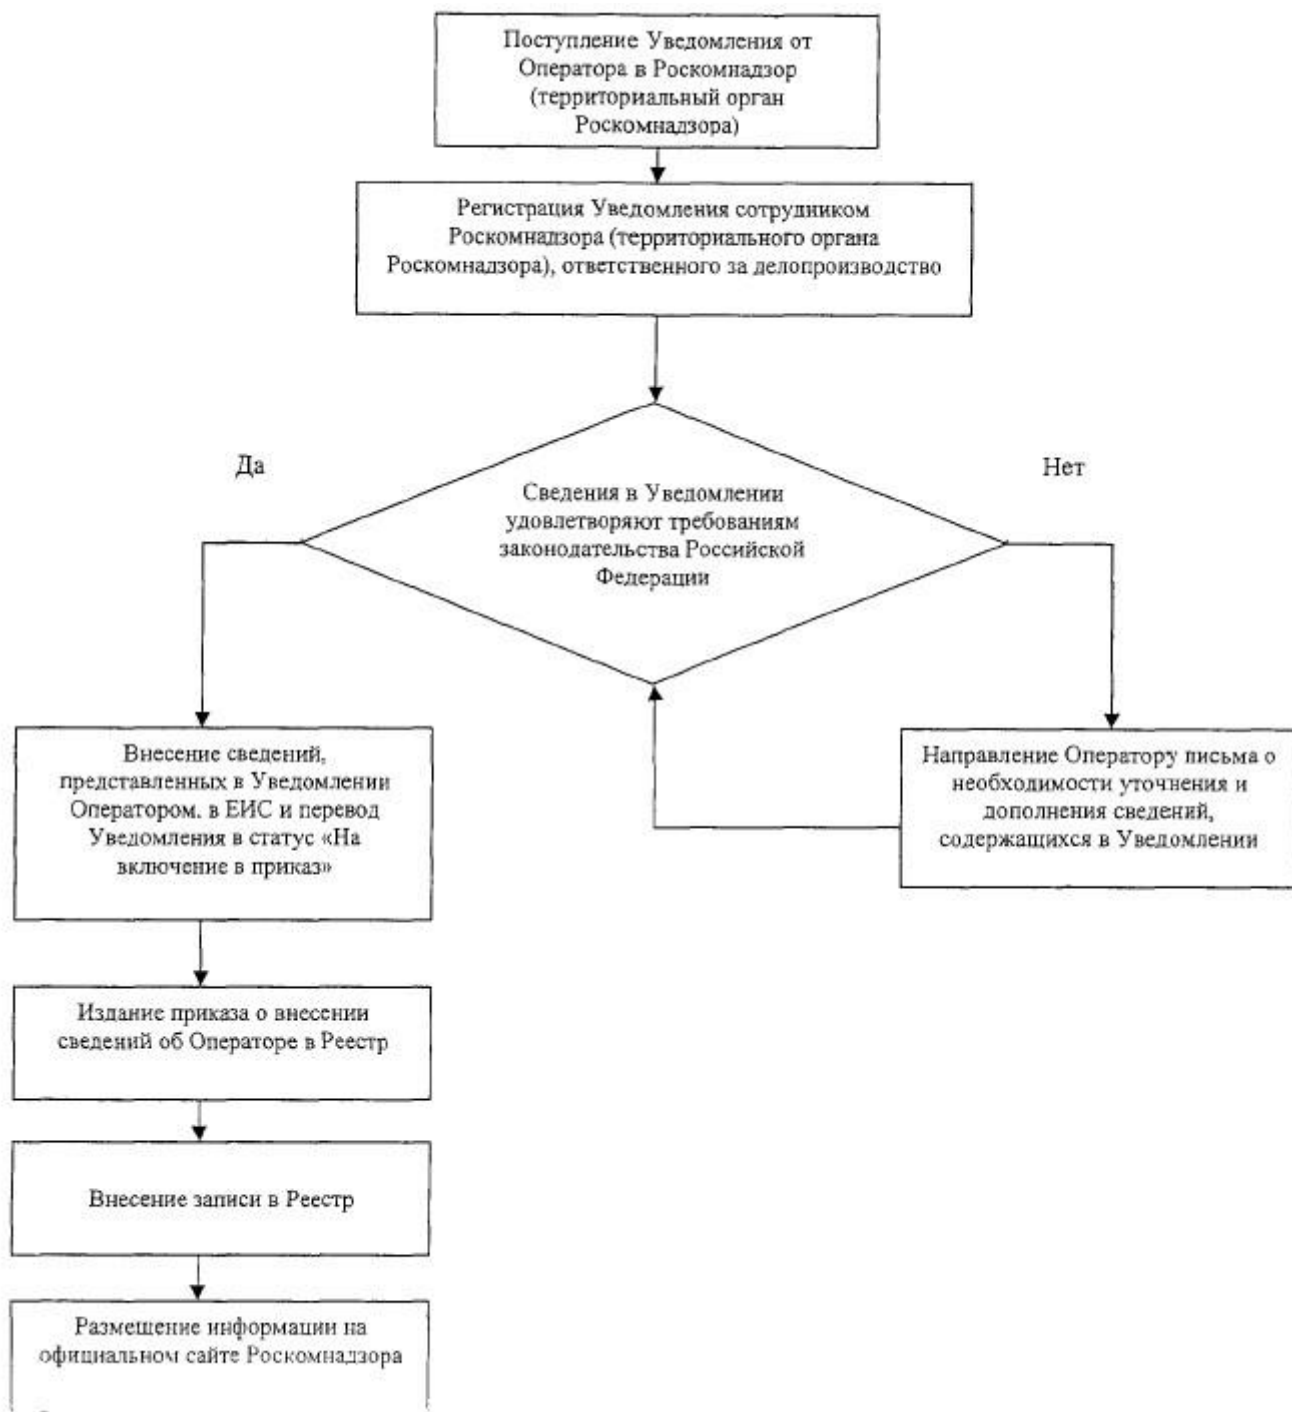 Поступление Уведомления от
Оператора в Роскомнадзор
(территориальный орган
Роскомнадзора)
Регистрация Уведомления сотрудником
Роскомнадзора (территориального органа
Роскомнадзора), ответственного за делопроизводство
Да
Нет
Сведения в Уведомлении
удовлетворяют требованиям
законодательства Российской
Федерации
Внесение сведений,
представленных в Уведомлении
Оператором. в ЕИС и перевод
Уведомления в статус «На
включение в приказ»
Направление Оператору письма о
необходимости уточнения и
дополнения сведений,
содержащихся в Уведомлении
Издание приказа о внесении
сведений об Операторе в Реестр
Внесение записи в Реестр
Размещение информации на
официальном сайте Роскомнадзора